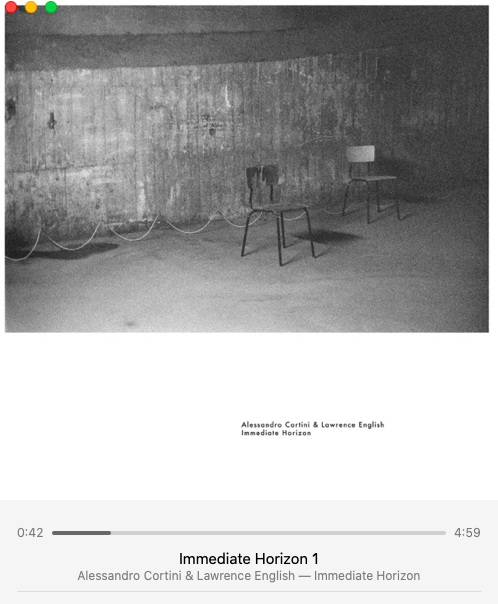 Alessandro Cortini & Lawrence English
Immediate Horizon
0:42 4:59
Immediate Horizon 1
Alessandro Cortini & Lawrence English — Immediate Horizon